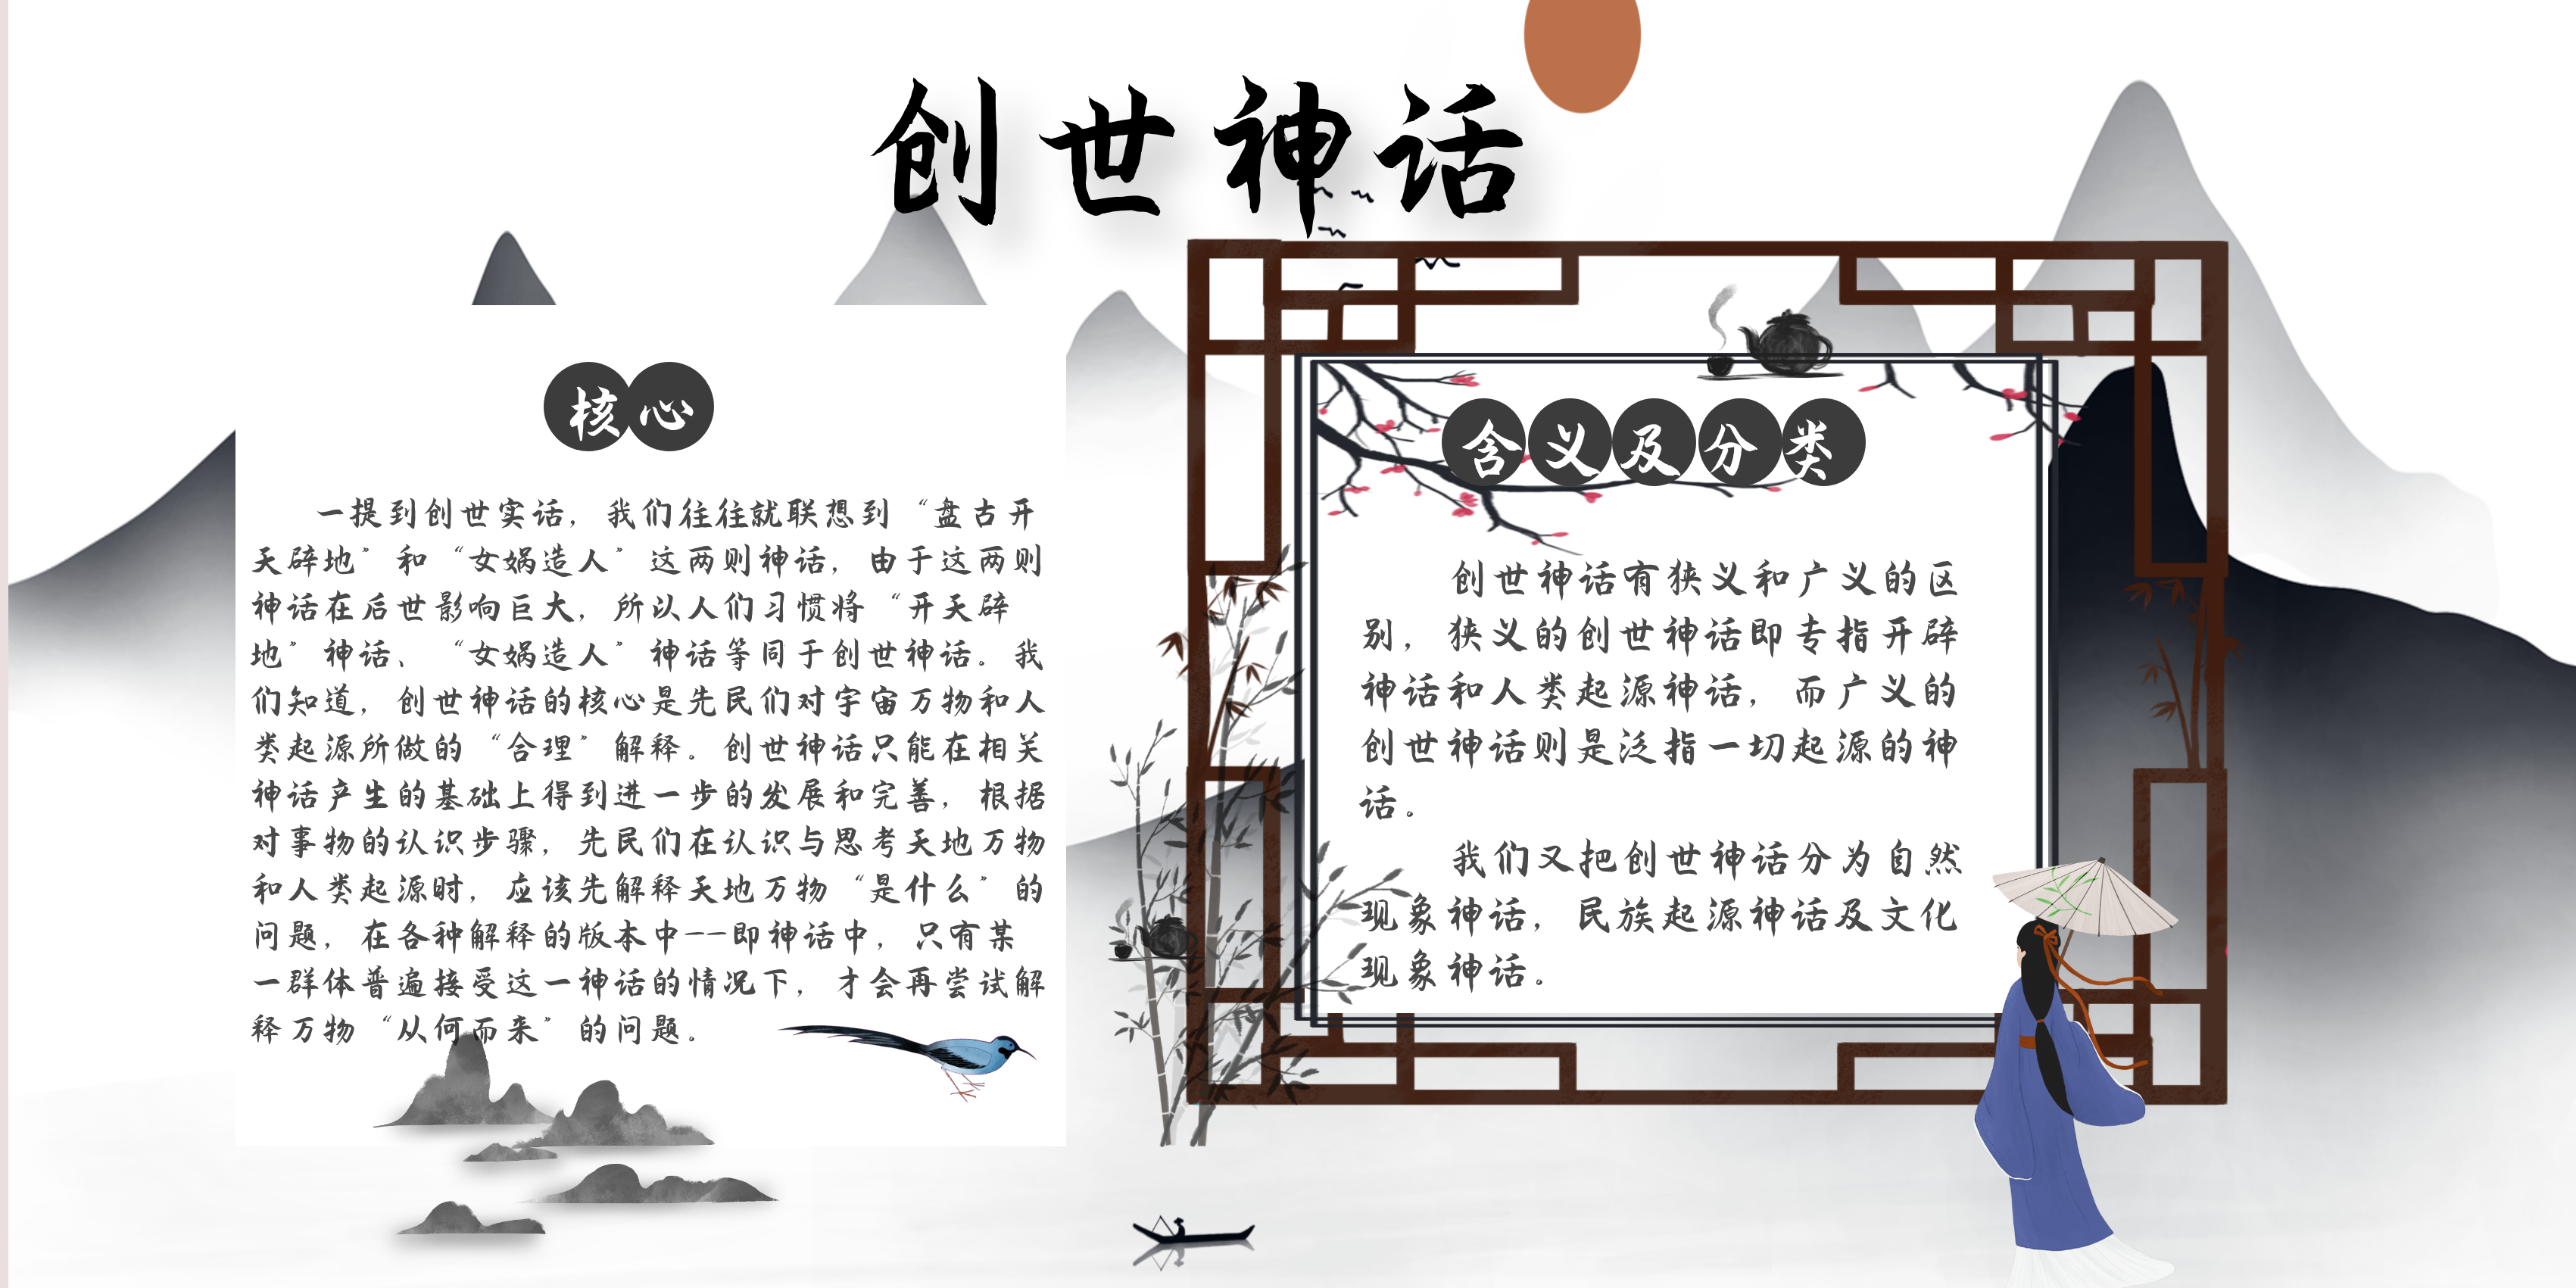 创世神话
核心
一提到创世实话，我们往往就联想到“盘古开
天辟地”和“女娲造人”这两则神话，由于这两则
神话在后世影响巨大，所以人们习惯将“开天辟
地”神话、“女娲造人”神话等同于创世神话。我
们知道，创世神话的核心是先民们对宇宙万物和人
类起源所做的“合理”解释。创世神话只能在相关
神话产生的基础上得到进一步的发展和完善，根据
对事物的认识步骤，先民们在认识与思考天地万物
和人类起源时，应该先解释天地万物“是什么”的
问题，在各种解释的版本中--即神话中，只有某
一群体普遍接受这一神话的情况下，才会再尝试解
释万物“从何而来”的问题。
含义及分类
创世神话有狭义和广义的区
别，狭义的创世神话即专指开辟
神话和人类起源神话，而广义的
创世神话则是泛指一切起源的神
话。
我们又把创世神话分为自然
现象神话，民族起源神话及文化
现象神话。